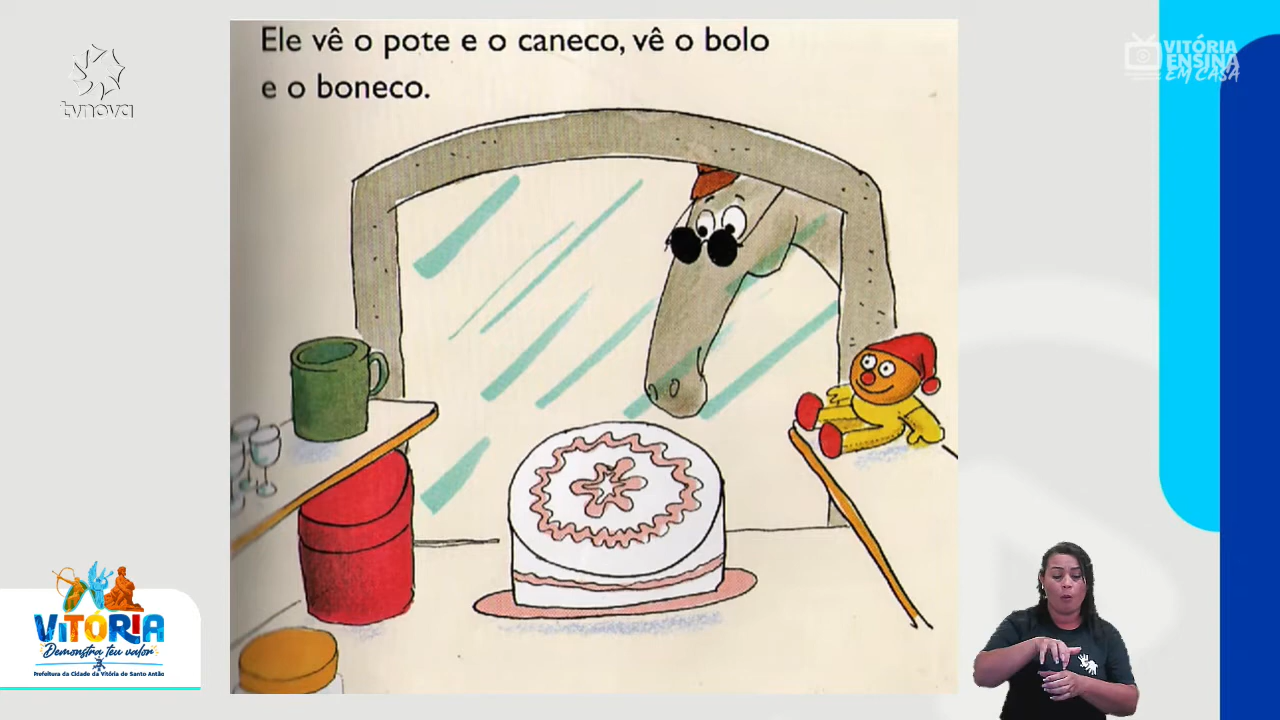 Ele vê o pote e o caneco, vê o bolo
e o boneco.
tvnova
VITÓRIA
ENSINA
EM CASA
VITÓRIA
Demonstra teu valor
Prefeitura da Cidade da Vitória de Santo Antão